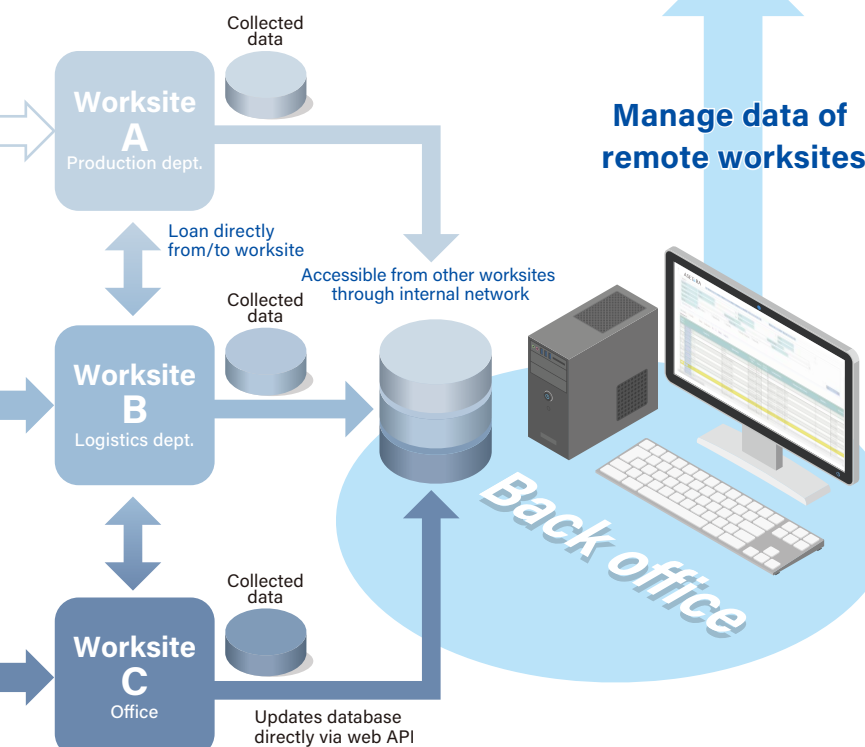 Collected
data
Worksite
A
Production dept.
Manage data of
remote worksites
Loan directly
from/to worksite
Accessible from other worksites
through internal network
Collected
data
Worksite
B
Logistics dept.
Back office
Collected
data
Worksite
C
Office
Updates database
directly via web API